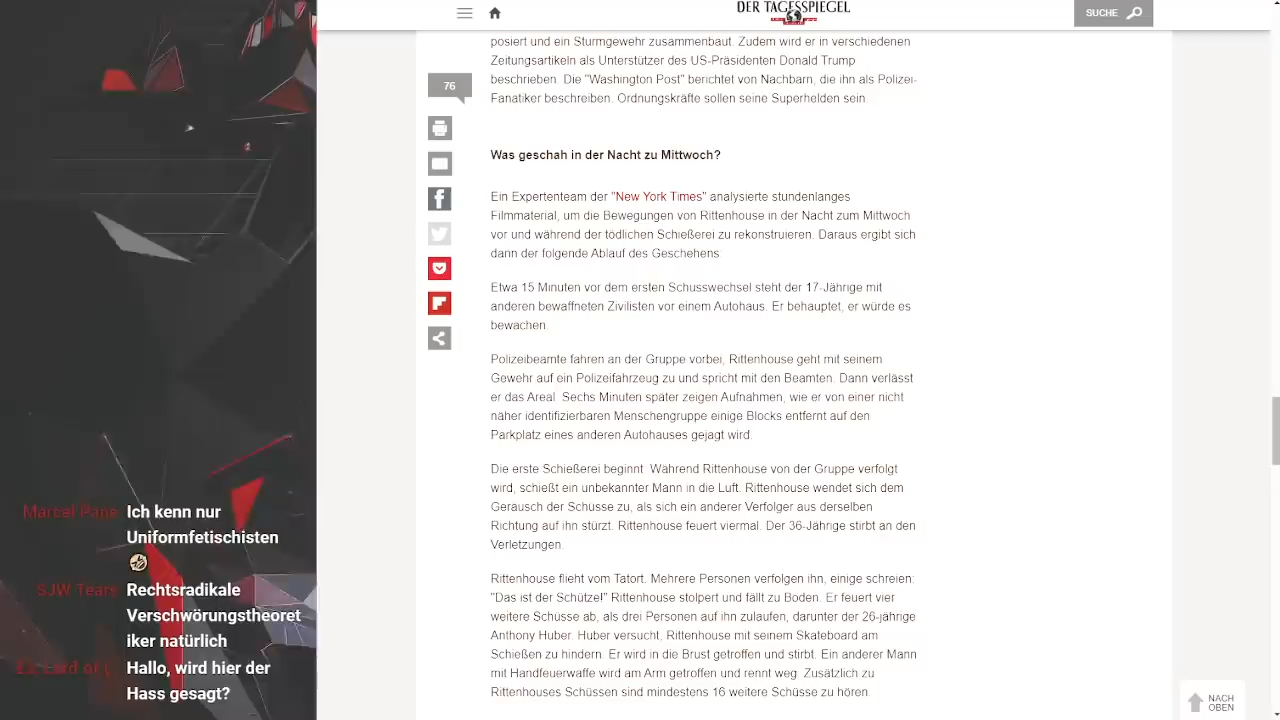 DER TAGESSPIEGEL
SUCHE
posiert und ein Sturmgewehr zusammenbaut. Zudem wird er in verschiedenen
Zeitungsartikeln als Unterstützer des US-Präsidenten Donald Trump
beschrieben. Die "Washington Post" berichtet von Nachbarn, die ihn als Polizei-
Fanatiker beschreiben. Ordnungskräfte sollen seine Superhelden sein.
76
Was geschah in der Nacht zu Mittwoch?
Ein Expertenteam der "New York Times" analysierte stundenlanges
Filmmaterial, um die Bewegungen von Rittenhouse in der Nacht zum Mittwoch
vor und während der tödlichen Schießerei zu rekonstruieren. Daraus ergibt sich
dann der folgende Ablauf des Geschehens:
Etwa 15 Minuten vor dem ersten Schusswechsel steht der 17-Jährige mit
anderen bewaffneten Zivilisten vor einem Autohaus. Er behauptet, er würde es
bewachen.
Polizeibeamte fahren an der Gruppe vorbei, Rittenhouse geht mit seinem
Gewehr auf ein Polizeifahrzeug zu und spricht mit den Beamten. Dann verlässt
er das Areal. Sechs Minuten später zeigen Aufnahmen, wie er von einer nicht
näher identifizierbaren Menschengruppe einige Blocks entfernt auf den
Parkplatz eines anderen Autohauses gejagt wird.
Die erste Schießerei beginnt: Während Rittenhouse von der Gruppe verfolgt
wird, schießt ein unbekannter Mann in die Luft. Rittenhouse wendet sich dem
Geräusch der Schüsse zu, als sich ein anderer Verfolger aus derselben
Richtung auf ihn stürzt. Rittenhouse feuert viermal. Der 36-Jährige stirbt an den
Verletzungen.
Rittenhouse flieht vom Tatort. Mehrere Personen verfolgen ihn, einige schreien:
"Das ist der Schütze!" Rittenhouse stolpert und fällt zu Boden. Er feuert vier
weitere Schüsse ab, als drei Personen auf ihn zulaufen, darunter der 26-jährige
Anthony Huber. Huber versucht, Rittenhouse mit seinem Skateboard am
Schießen zu hindern. Er wird in die Brust getroffen und stirbt. Ein anderer Mann
mit Handfeuerwaffe wird am Arm getroffen und rennt weg. Zusätzlich zu
Rittenhouses Schüssen sind mindestens 16 weitere Schüsse zu hören.
NACH
OBEN
Marcel Pape Ich kenn nur
Uniformfetischisten
SJW Tears Rechtsradikale
Verschwörungstheoret
iker natürlich
Hallo, wird hier der
Hass gesagt?